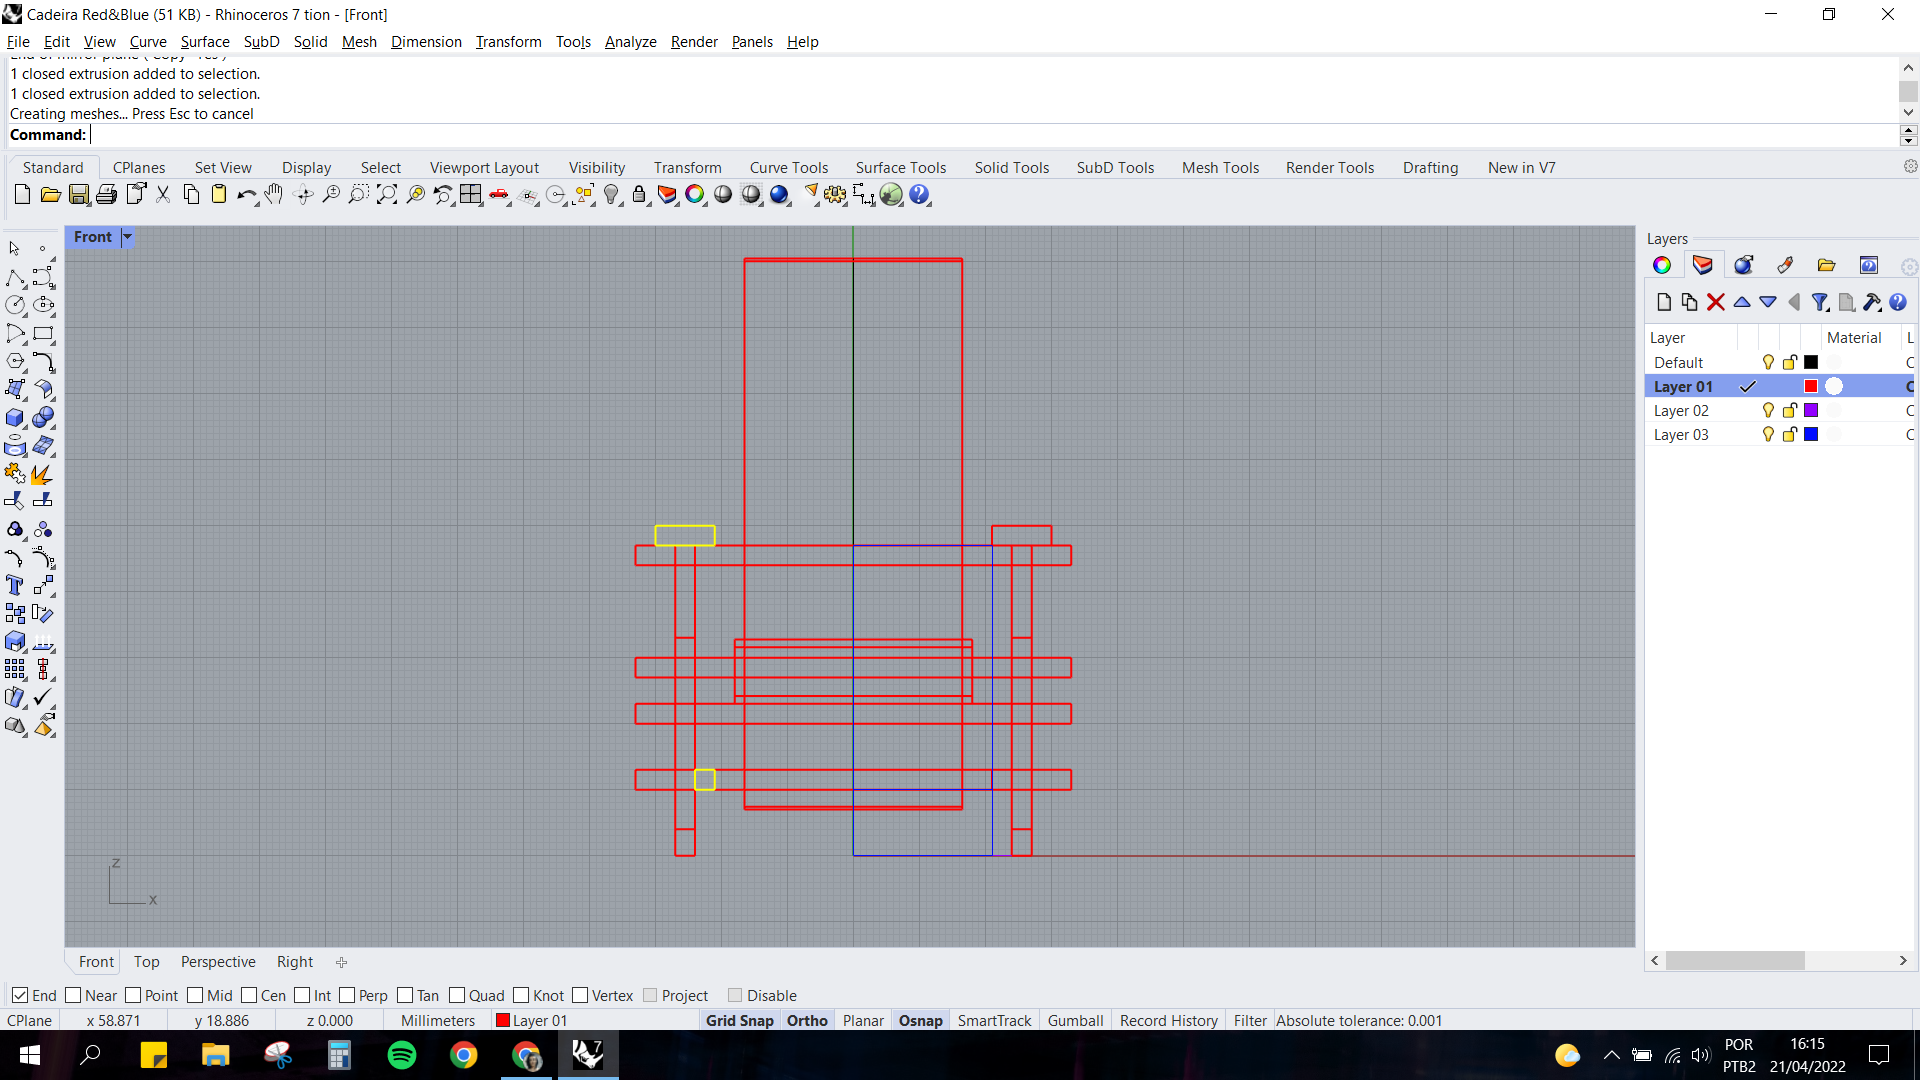 Cadeira Red&Blue (51 KB) - Rhinoceros 7 tion - [Front]
File Edit View Curve Surface SubD Solid Mesh Dimension Transform Tools Analyze Render Panels Help
1 closed extrusion added to selection.
1 closed extrusion added to selection.
Creating meshes... Press Esc to cancel
Command:
Standard CPlanes Set View Display Select Viewport Layout Visibility Transform Curve Tools Surface Tools Solid Tools SubD Tools Mesh Tools Render Tools Drafting New in V7
Front
Layers
Layer Material L
Default C
Layer 01 C
Layer 02 C
Layer 03 C
z
x
Front Top Perspective Right
End Near Point Mid Cen Int Perp Tan Quad Knot Vertex Project Disable
CPlane x 58.871 y 18.886 z 0.000 Millimeters Layer 01 Grid Snap Ortho Planar Osnap SmartTrack Gumball Record History Filter Absolute tolerance: 0.001
7
POR
PTB2
16:15
21/04/2022